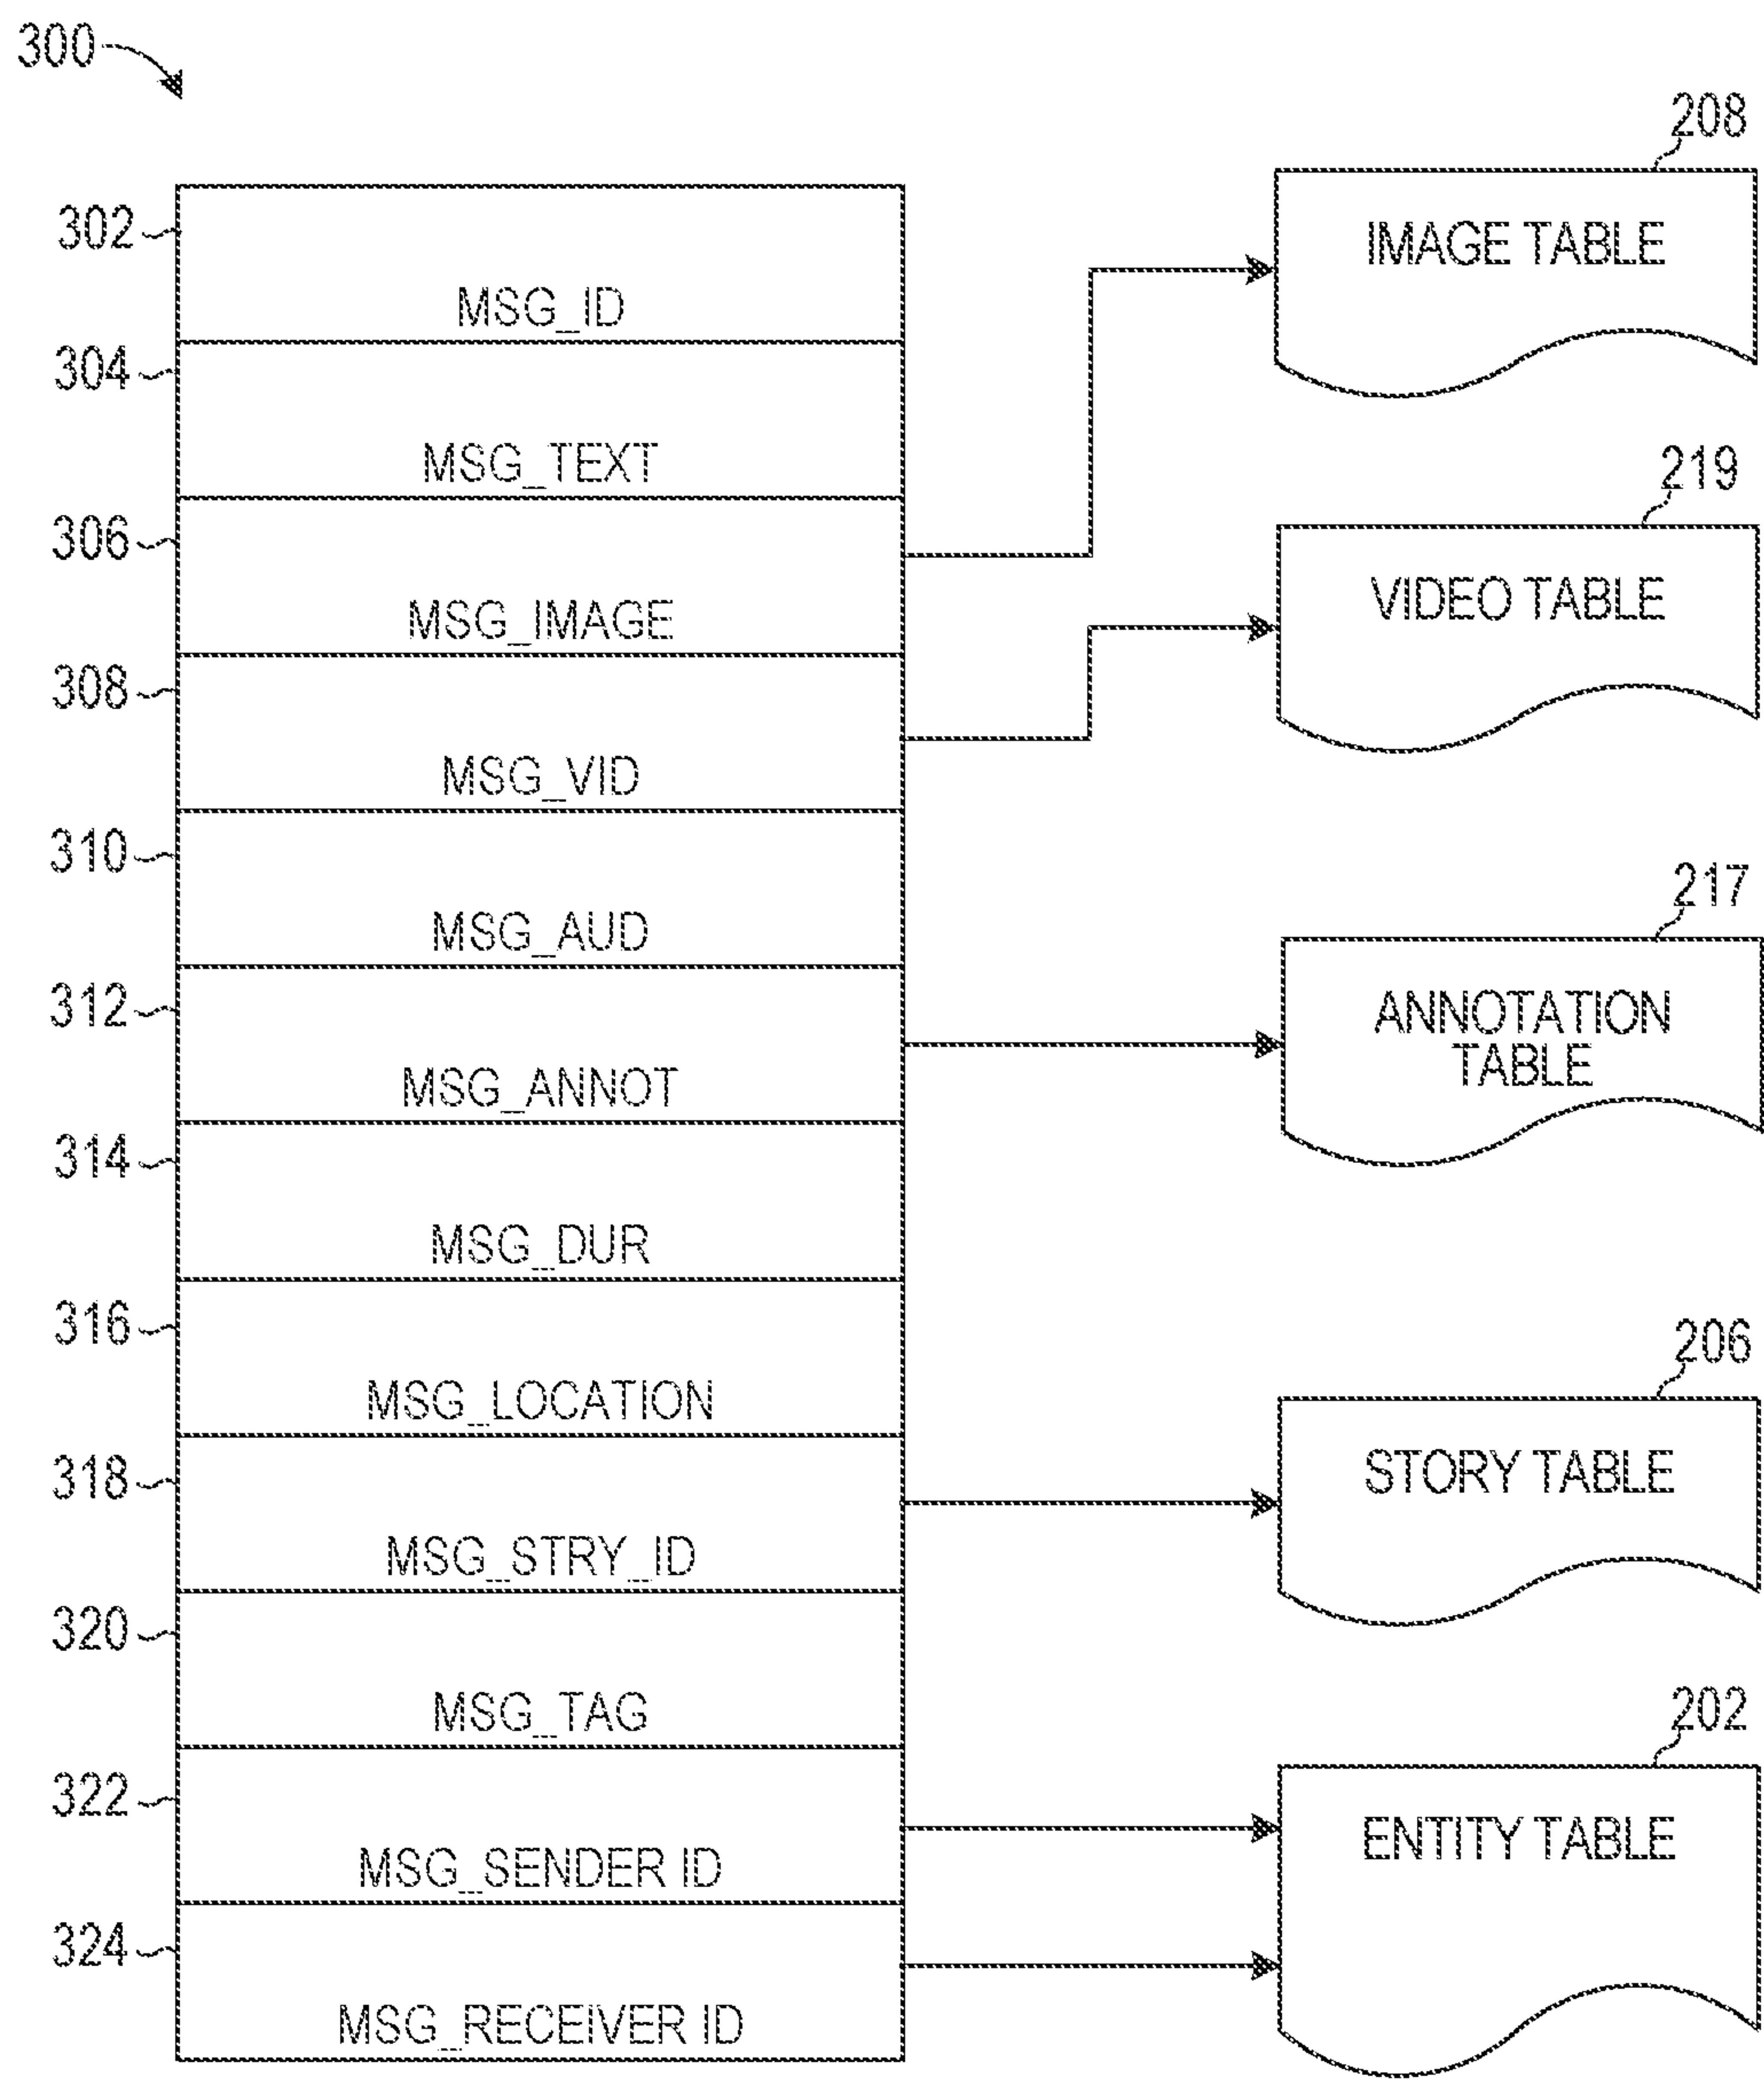 300
302
MSG_ID
304
MSG_TEXT
306
MSG_IMAGE
308
MSG_VID
310
MSG_AUD
312
MSG_ANNOT
314
MSG_DUR
316
MSG_LOCATION
318
MSG_STRY_ID
320
MSG_TAG
322
MSG_SENDER ID
324
MSG_RECEIVER ID
208
IMAGE TABLE
219
VIDEO TABLE
217
ANNOTATION
TABLE
206
STORY TABLE
202
ENTITY TABLE